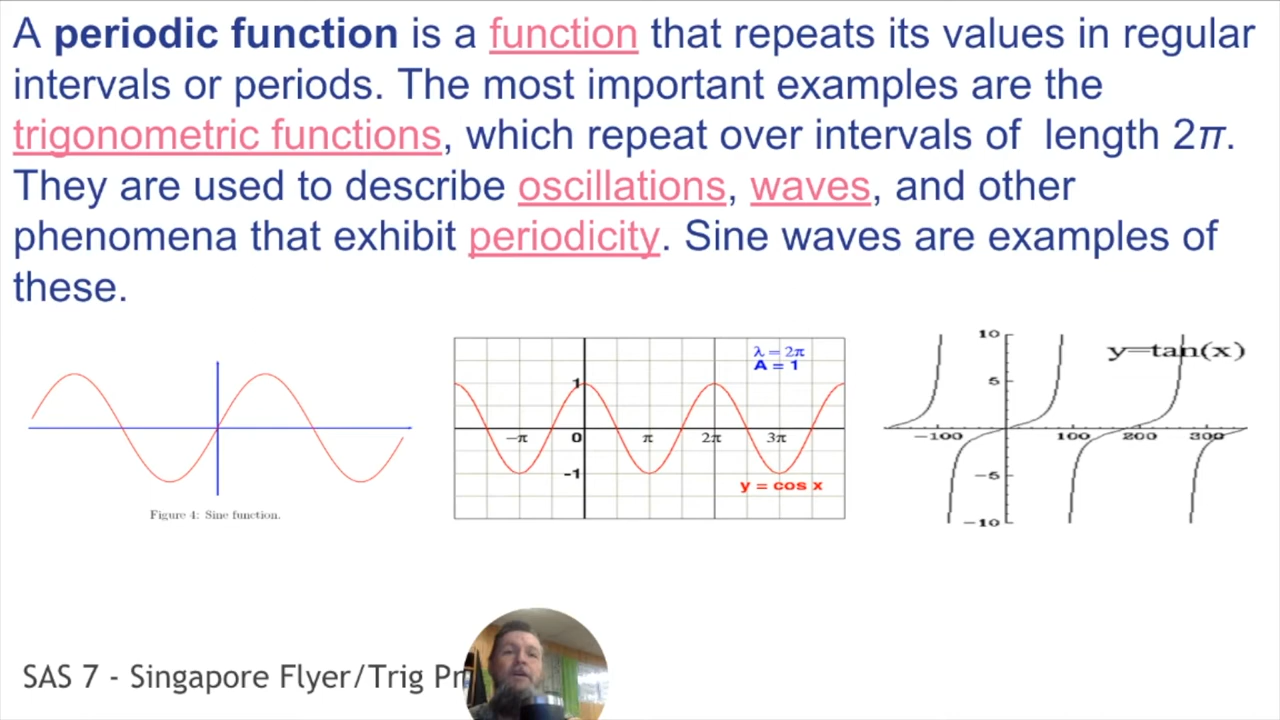 A periodic function is a function that repeats its values in regular
intervals or periods. The most important examples are the
trigonometric functions, which repeat over intervals of length 2π.
They are used to describe oscillations, waves, and other
phenomena that exhibit periodicity. Sine waves are examples of
these.
Figure 4: Sine function.
λ = 2π
A = 1
1
-π 0 π 2π 3π
-1
y = cos x
10
y=tan(x)
5
-100 100 200 300
-5
-10
SAS 7 - Singapore Flyer/Trig